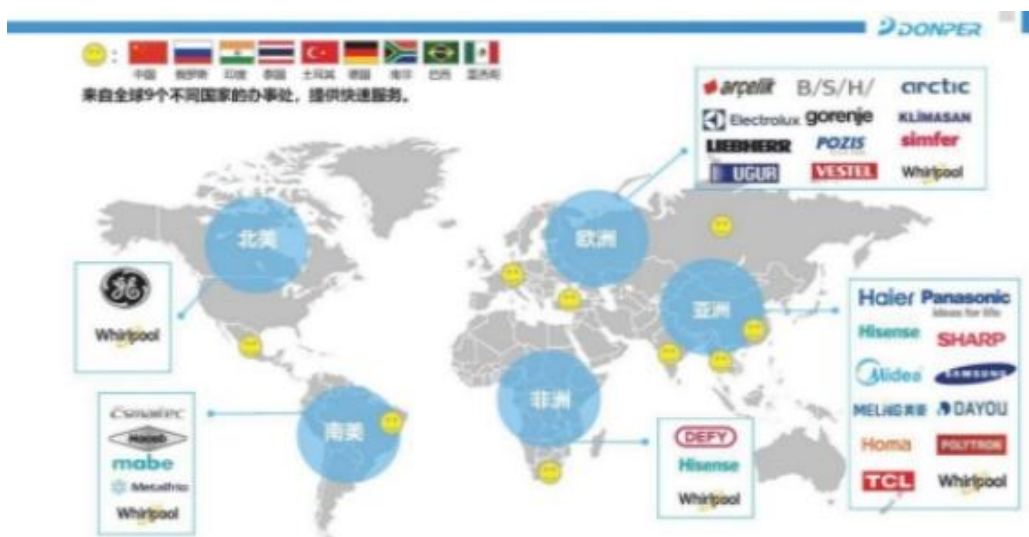 DONPER
:
中国 俄罗斯 印度 泰国 土耳其 德国 南非 巴西 墨西哥
来自全球9个不同国家的办事处，提供快速服务。
arçelik B/S/H/ arctic
Electrolux gorenje KLİMASAN
LIEBHERR POZIS simfer
UGUR VESTEL Whirlpool
北美
欧洲
亚洲
非洲
南美
GE
Whirlpool
mabe
Metalfrio
Whirlpool
DEFY
Hisense
Whirlpool
Haier Panasonic
ideas for life
Hisense SHARP
Midea SAMSUNG
MELING美菱 DAYOU
Homa POLYTRON
TCL Whirlpool